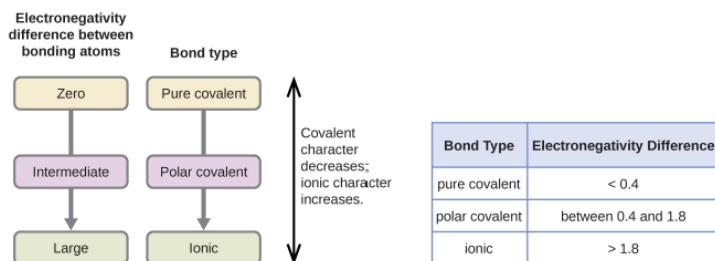 Electronegativity
difference between
bonding atoms
Bond type
Zero
Pure covalent
Intermediate
Polar covalent
Large
Ionic
Covalent
character
decreases;
ionic character
increases.
Bond Type Electronegativity Difference
pure covalent < 0.4
polar covalent between 0.4 and 1.8
ionic > 1.8